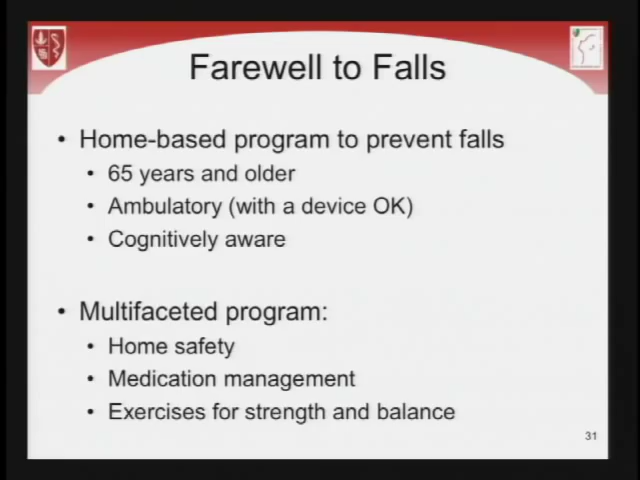 Farewell to Falls
• Home-based program to prevent falls
• 65 years and older
• Ambulatory (with a device OK)
• Cognitively aware
• Multifaceted program:
• Home safety
• Medication management
• Exercises for strength and balance
31